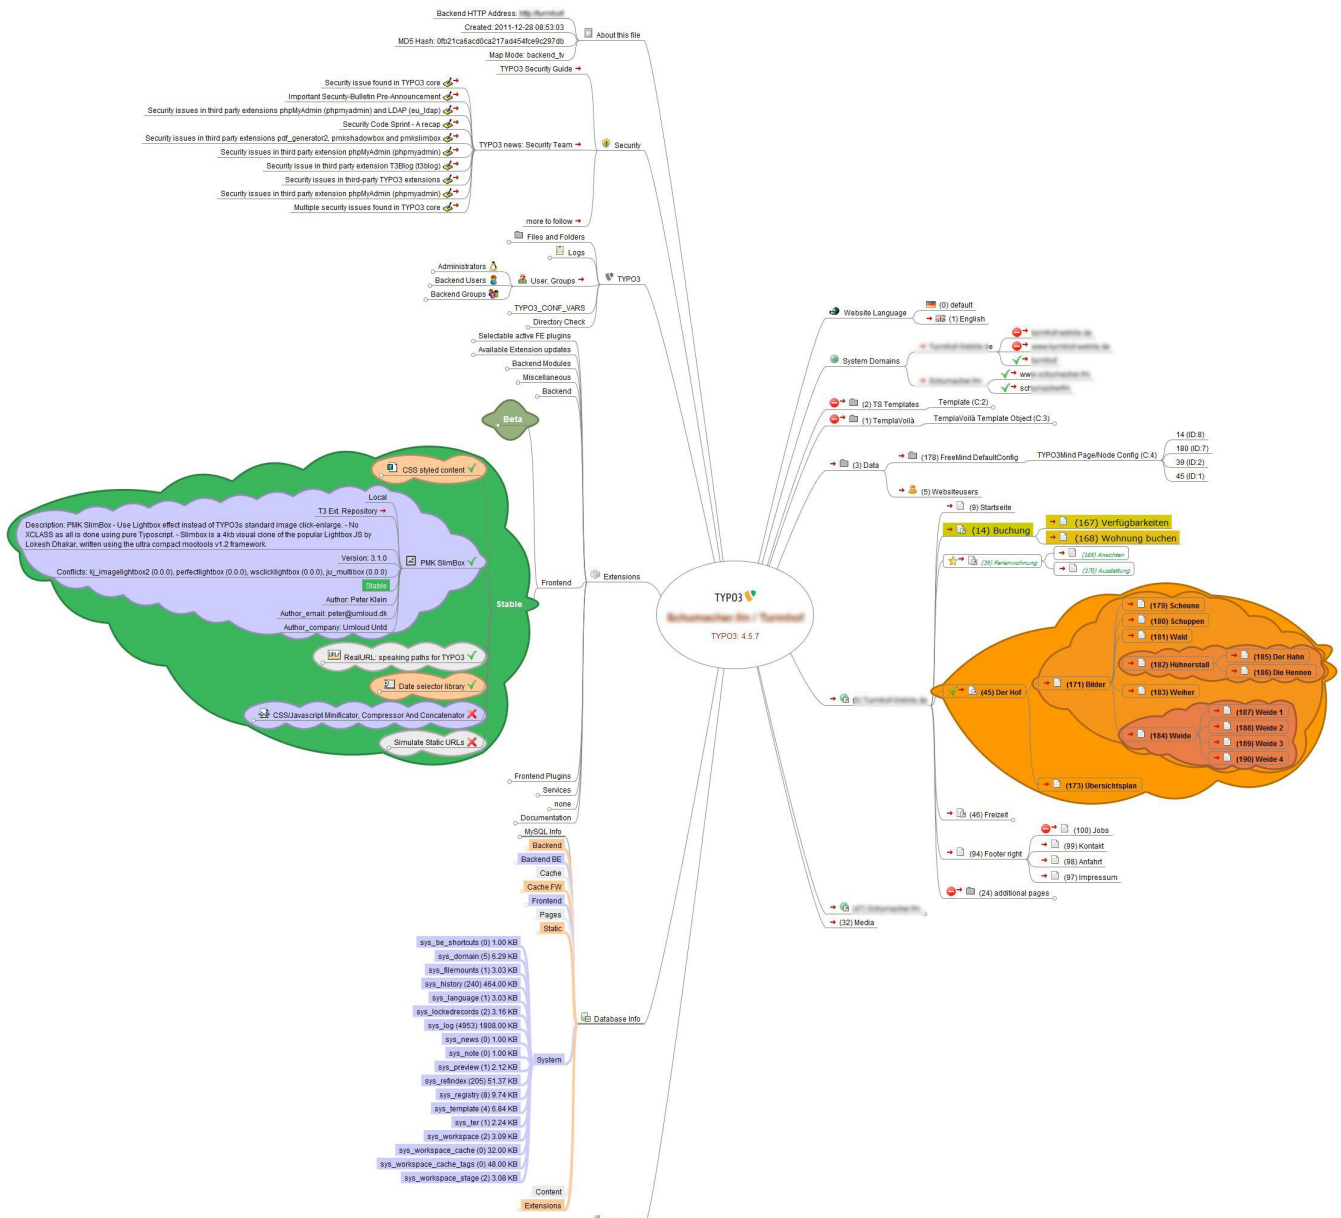 Backend HTTP Address:
Created: 2011-12-28 08:53:03
MD5 Hash: 0fb21ca6acd0ca217ad454fce9c297db
Map Mode: backend_tv
About this file
TYPO3 Security Guide
Security issue found in TYPO3 core
Important Security-Bulletin Pre-Announcement
Security issues in third party extensions phpMyAdmin (phpmyadmin) and LDAP (eu_ldap)
Security Code Sprint - A recap
Security issues in third party extensions pdf_generator2, pmkshadowbox and pmkslimbox
Security issues in third party extension phpMyAdmin (phpmyadmin)
Security issue in third party extension T3Blog (t3blog)
Security issues in third-party TYPO3 extensions
Security issues in third party extension phpMyAdmin (phpmyadmin)
Multiple security issues found in TYPO3 core
TYPO3 news: Security Team
Security
more to follow
Files and Folders
Logs
Administrators
Backend Users
Backend Groups
User, Groups
TYPO3
TYPO3_CONF_VARS
Directory Check
Selectable active FE plugins
Available Extension updates
Backend Modules
Miscellaneous
Backend
Beta
CSS styled content
Local
T3 Ext. Repository
Description: PMK SlimBox - Use Lightbox effect instead of TYPO3s standard image click-enlarge. - No
XCLASS as all is done using pure Typoscript. - Slimbox is a 4kb visual clone of the popular Lightbox JS by
Lokesh Dhakar, written using the ultra compact mootools v1.2 framework.
Version: 3.1.0
Conflicts: kj_imagelightbox2 (0.0.0), perfectlightbox (0.0.0), wsclicklightbox (0.0.0), ju_multibox (0.0.0)
Stable
Author: Peter Klein
Author_email: peter@umloud.dk
Author_company: Umloud Untd
PMK SlimBox
RealURL: speaking paths for TYPO3
Date selector library
CSS/Javascript Minificator, Compressor And Concatenator
Simulate Static URLs
Stable
Frontend
Extensions
Frontend Plugins
Services
none
Documentation
MySQL Info
Backend
Backend BE
Cache
Cache FW
Frontend
Pages
Static
sys_be_shortcuts (0) 1.00 KB
sys_domain (5) 6.29 KB
sys_filemounts (1) 3.03 KB
sys_history (240) 464.00 KB
sys_language (1) 3.03 KB
sys_lockedrecords (2) 3.16 KB
sys_log (4953) 1808.00 KB
sys_news (0) 1.00 KB
sys_note (0) 1.00 KB
sys_preview (1) 2.12 KB
sys_refindex (205) 51.37 KB
sys_registry (8) 9.74 KB
sys_template (4) 6.84 KB
sys_ter (1) 2.24 KB
sys_workspace (2) 3.09 KB
sys_workspace_cache (0) 32.00 KB
sys_workspace_cache_tags (0) 48.00 KB
sys_workspace_stage (2) 3.08 KB
System
Database Info
Content
Extensions
TYPO3
TYPO3: 4.5.7
Website Language
(0) default
(1) English
System Domains
(2) TS Templates
Template (C:2)
(1) TemplaVoilà
TemplaVoilà Template Object (C:3)
(3) Data
(178) FreeMind DefaultConfig
TYPO3Mind Page/Node Config (C:4)
14 (ID:8)
180 (ID:7)
39 (ID:2)
45 (ID:1)
(5) Websiteusers
(9) Startseite
(14) Buchung
(167) Verfügbarkeiten
(168) Wohnung buchen
(39) Ferienwohnung
(169) Ansichten
(170) Ausstattung
(45) Der Hof
(171) Bilder
(179) Scheune
(180) Schuppen
(181) Wald
(182) Hühnerstall
(185) Der Hahn
(186) Die Hennen
(183) Weiher
(184) Weide
(187) Weide 1
(188) Weide 2
(189) Weide 3
(190) Weide 4
(173) Übersichtsplan
(46) Freizeit
(94) Footer right
(100) Jobs
(99) Kontakt
(98) Anfahrt
(97) Impressum
(24) additional pages
(32) Media